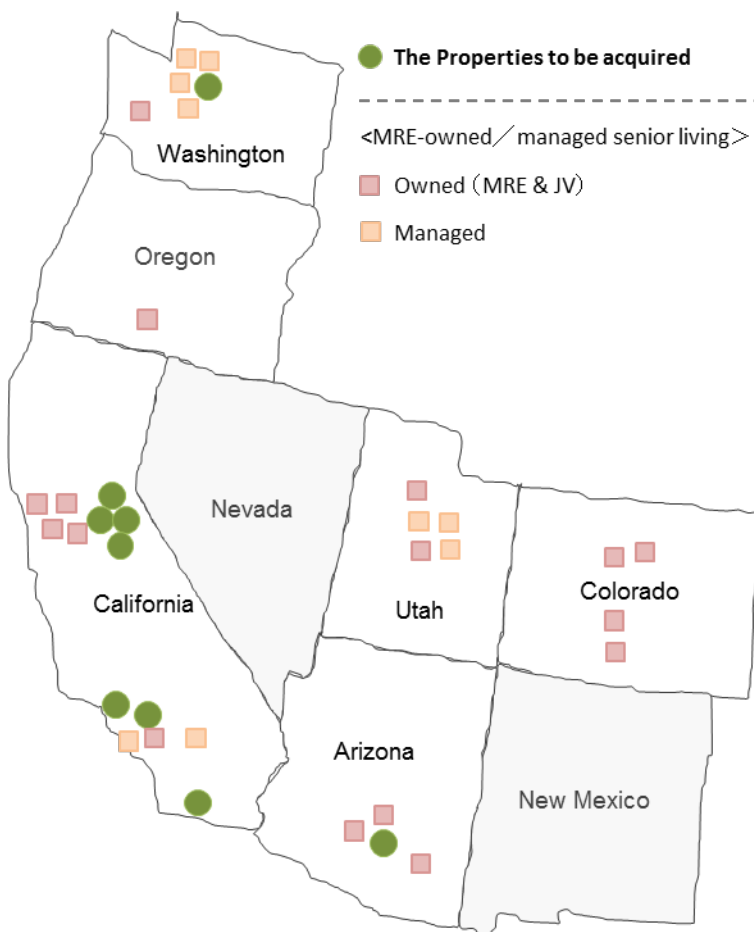 The Properties to be acquired
<MRE-owned／managed senior living＞
Owned（MRE & JV）
Managed
Washington
Oregon
Nevada
California
Utah
Colorado
Arizona
New Mexico